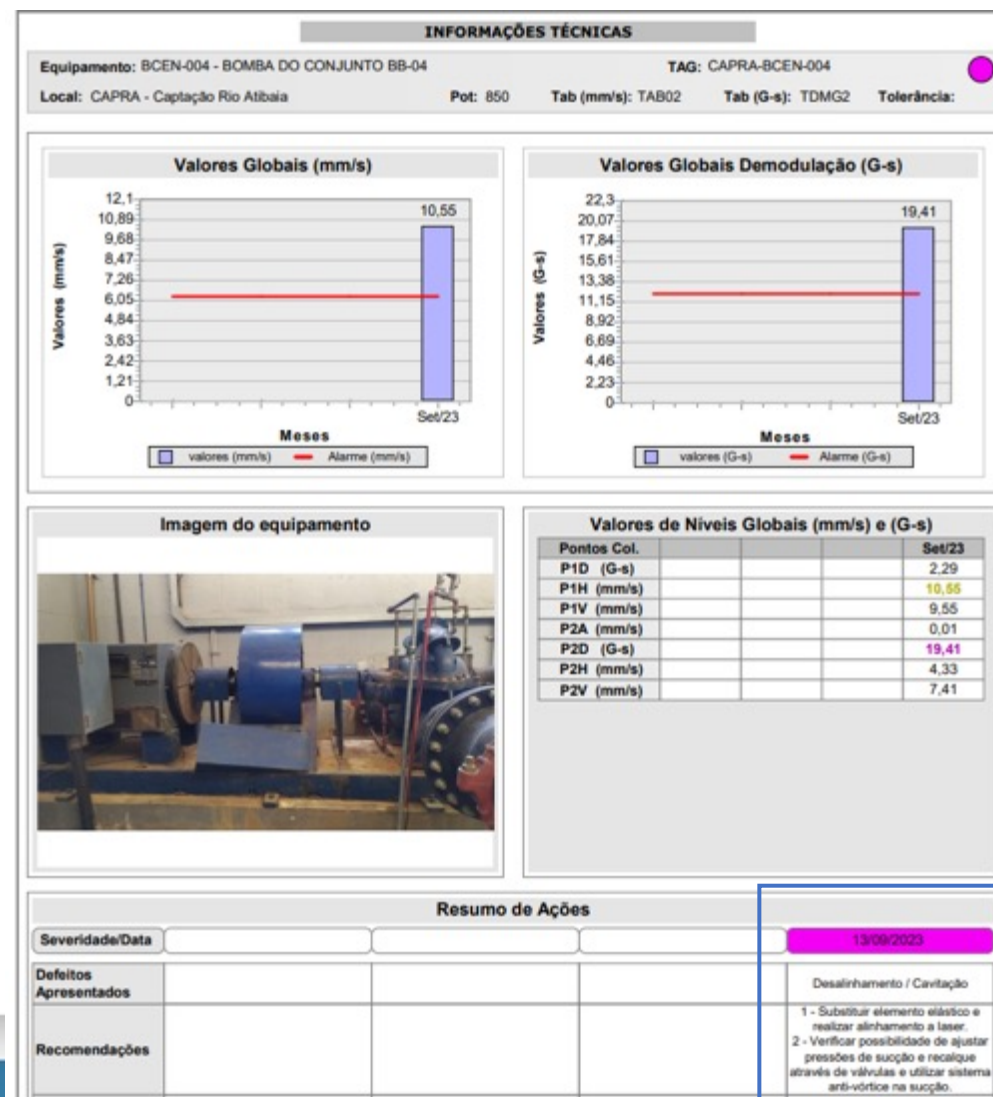 INFORMAÇÕES TÉCNICAS
Equipamento: BCEN-004 - BOMBA DO CONJUNTO BB-04 TAG: CAPRA-BCEN-004
Local: CAPRA - Captação Rio Atibaia Pot: 850 Tab (mm/s): TAB02 Tab (G-s): TDMG2 Tolerância:
Valores Globais (mm/s)
Valores (mm/s)
12,1
10,89
9,68
8,47
7,26
6,05
4,84
3,63
2,42
1,21
0
10,55
Set/23
Meses
valores (mm/s) Alarme (mm/s)
Valores Globais Demodulação (G-s)
Valores (G-s)
22,3
20,07
17,84
15,61
13,38
11,15
8,92
6,69
4,46
2,23
0
19,41
Set/23
Meses
valores (G-s) Alarme (G-s)
Imagem do equipamento
Valores de Níveis Globais (mm/s) e (G-s)
Pontos Col. Set/23
P1D (G-s) 2,29
P1H (mm/s) 10,55
P1V (mm/s) 9,55
P2A (mm/s) 0,01
P2D (G-s) 19,41
P2H (mm/s) 4,33
P2V (mm/s) 7,41
Resumo de Ações
Severidade/Data 13/09/2023
Defeitos
Apresentados
Desalinhamento / Cavitação
Recomendações
1 - Substituir elemento elástico e
realizar alinhamento a laser.
2 - Verificar possibilidade de ajustar
pressões de sucção e recalque
através de válvulas e utilizar sistema
anti-vórtice na sucção.